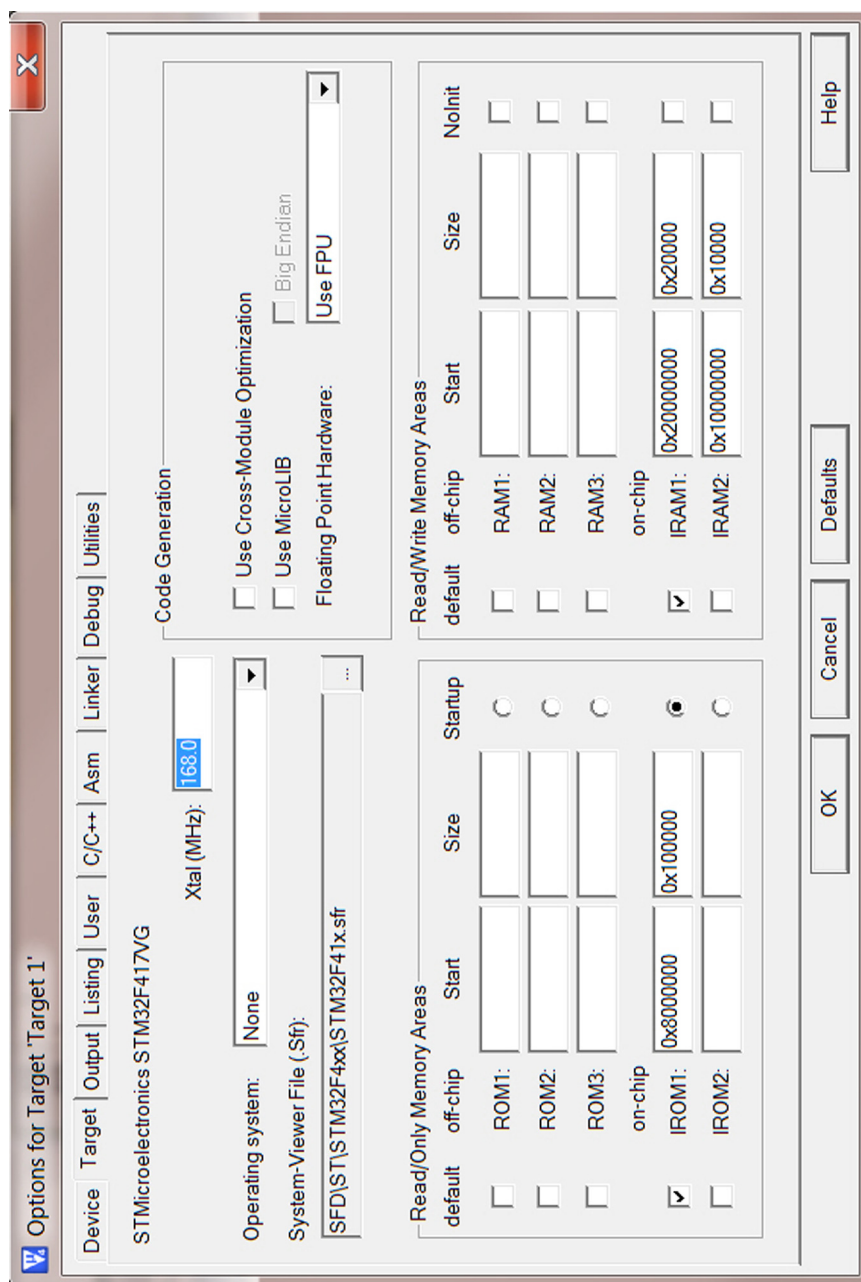 Options for Target 'Target 1'
Device Target Output Listing User C/C++ Asm Linker Debug Utilities
STMicroelectronics STM32F417VG
Xtal (MHz): 168.0
Operating system: None
System-Viewer File (.Sfr):
SFD\ST\STM32F4xx\STM32F41x.sfr ...
Code Generation
Use Cross-Module Optimization
Use MicroLIB Big Endian
Floating Point Hardware: Use FPU
Read/Only Memory Areas
default off-chip Start Size Startup
ROM1:
ROM2:
ROM3:
on-chip
IROM1: 0x8000000 0x100000
IROM2:
Read/Write Memory Areas
default off-chip Start Size NoInit
RAM1:
RAM2:
RAM3:
on-chip
IRAM1: 0x20000000 0x20000
IRAM2: 0x10000000 0x10000
OK Cancel Defaults Help